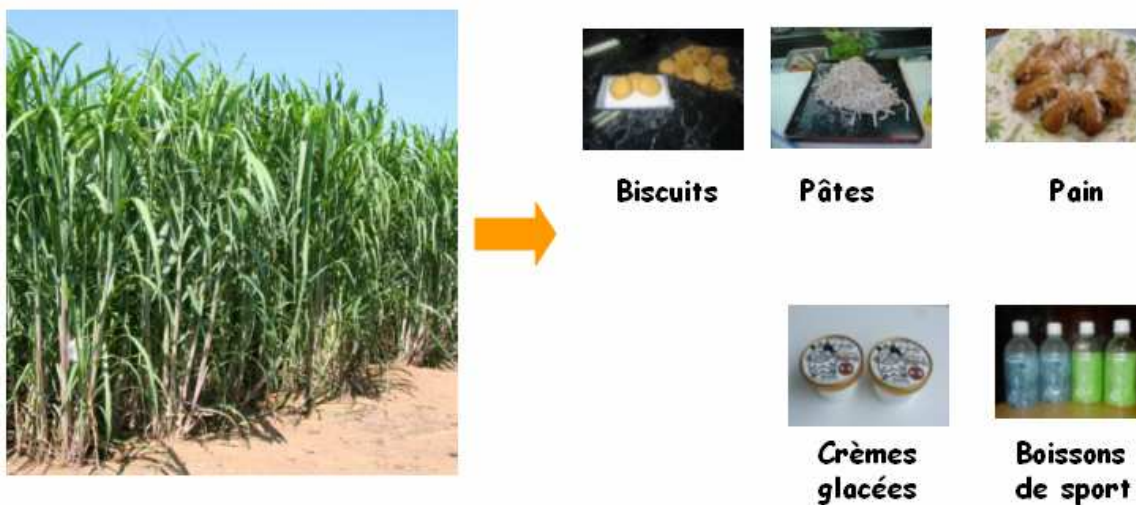 Biscuits
Pâtes
Pain
Crèmes
glacées
Boissons
de sport